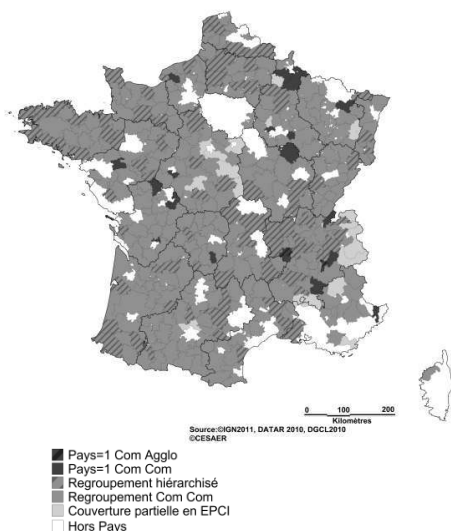 0 100 200
Kilomètres
Source:©IGN2011, DATAR 2010, DGCL2010
©CESAER
Pays=1 Com Agglo
Pays=1 Com Com
Regroupement hiérarchisé
Regroupement Com Com
Couverture partielle en EPCI
Hors Pays